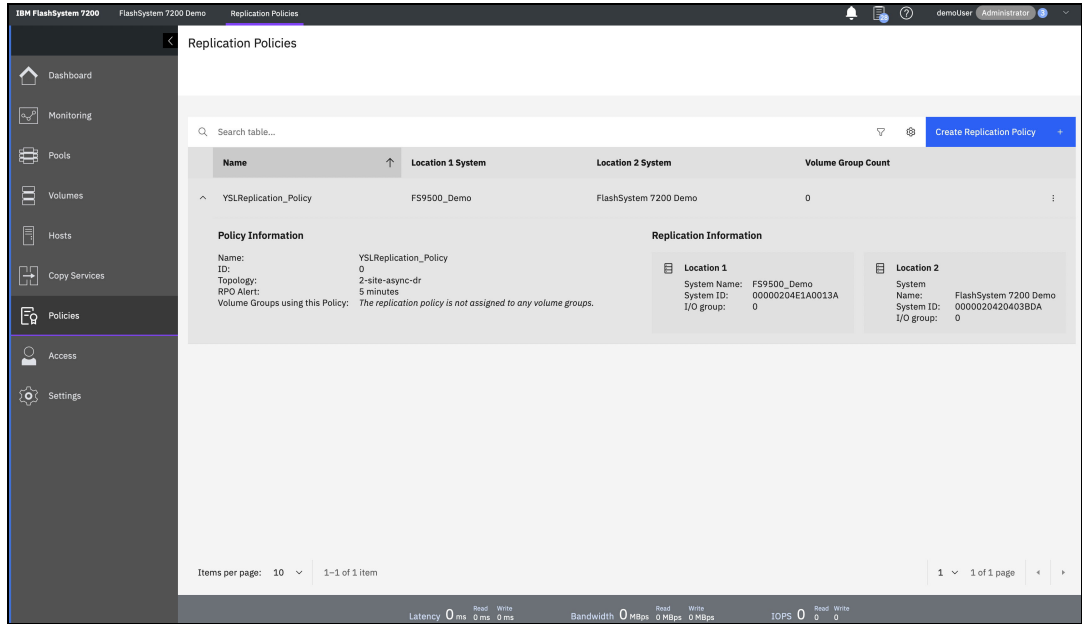 IBM FlashSystem 7200 FlashSystem 7200 Demo Replication Policies 28 demoUser Administrator 3
Replication Policies
Dashboard
Monitoring
Pools
Volumes
Hosts
Copy Services
Policies
Access
Settings
Search table... Create Replication Policy +
Name Location 1 System Location 2 System Volume Group Count
YSLReplication_Policy FS9500_Demo FlashSystem 7200 Demo 0
Policy Information
Name: YSLReplication_Policy
ID: 0
Topology: 2-site-async-dr
RPO Alert: 5 minutes
Volume Groups using this Policy: The replication policy is not assigned to any volume groups.
Replication Information
Location 1
System Name: FS9500_Demo
System ID: 00000204E1A0013A
I/O group: 0
Location 2
System
Name: FlashSystem 7200 Demo
System ID: 0000020420403BDA
I/O group: 0
Items per page: 10 1–1 of 1 item 1 1 of 1 page
Latency 0 ms Read 0 ms Write 0 ms Bandwidth 0 MBps Read 0 MBps Write 0 MBps IOPS 0 Read 0 Write 0